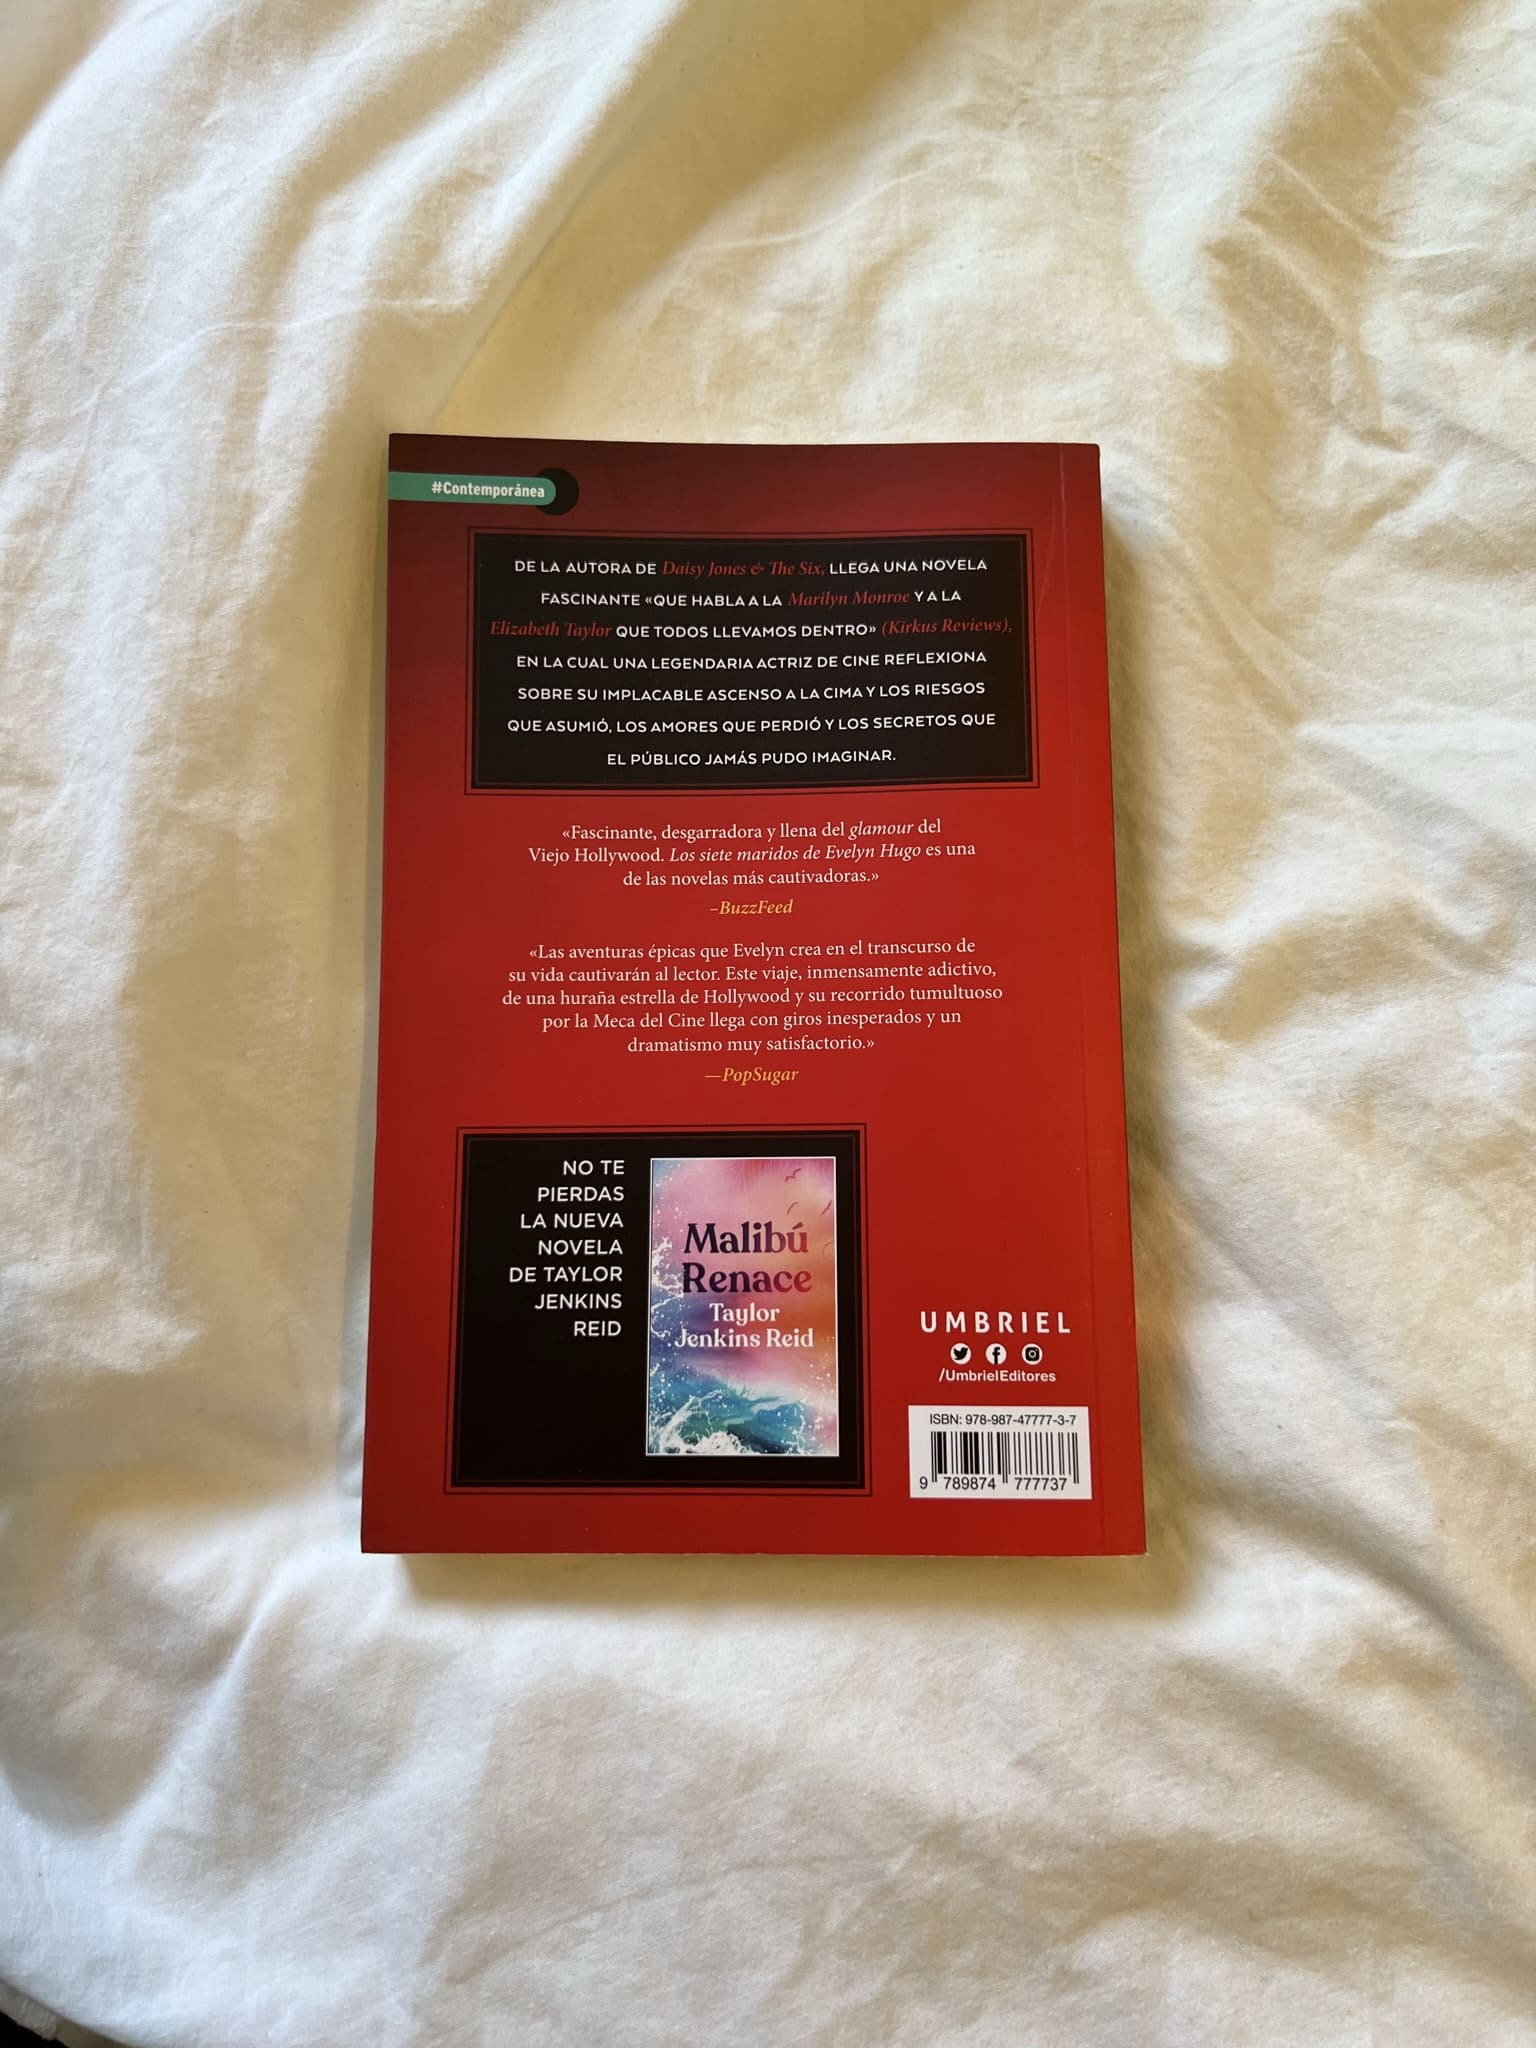 #Contemporánea
DE LA AUTORA DE Daisy Jones & The Six, LLEGA UNA NOVELA
FASCINANTE «QUE HABLA A LA Marilyn Monroe Y A LA
Elizabeth Taylor QUE TODOS LLEVAMOS DENTRO» (Kirkus Reviews),
EN LA CUAL UNA LEGENDARIA ACTRIZ DE CINE REFLEXIONA
SOBRE SU IMPLACABLE ASCENSO A LA CIMA Y LOS RIESGOS
QUE ASUMIÓ, LOS AMORES QUE PERDIÓ Y LOS SECRETOS QUE
EL PÚBLICO JAMÁS PUDO IMAGINAR.
«Fascinante, desgarradora y llena del glamour del
Viejo Hollywood. Los siete maridos de Evelyn Hugo es una
de las novelas más cautivadoras.»
–BuzzFeed
«Las aventuras épicas que Evelyn crea en el transcurso de
su vida cautivarán al lector. Este viaje, inmensamente adictivo,
de una huraña estrella de Hollywood y su recorrido tumultuoso
por la Meca del Cine llega con giros inesperados y un
dramatismo muy satisfactorio.»
—PopSugar
NO TE
PIERDAS
LA NUEVA
NOVELA
DE TAYLOR
JENKINS
REID
Malibú
Renace
Taylor
Jenkins Reid
UMBRIEL
/UmbrielEditores
ISBN: 978-987-47777-3-7
9 789874 777737